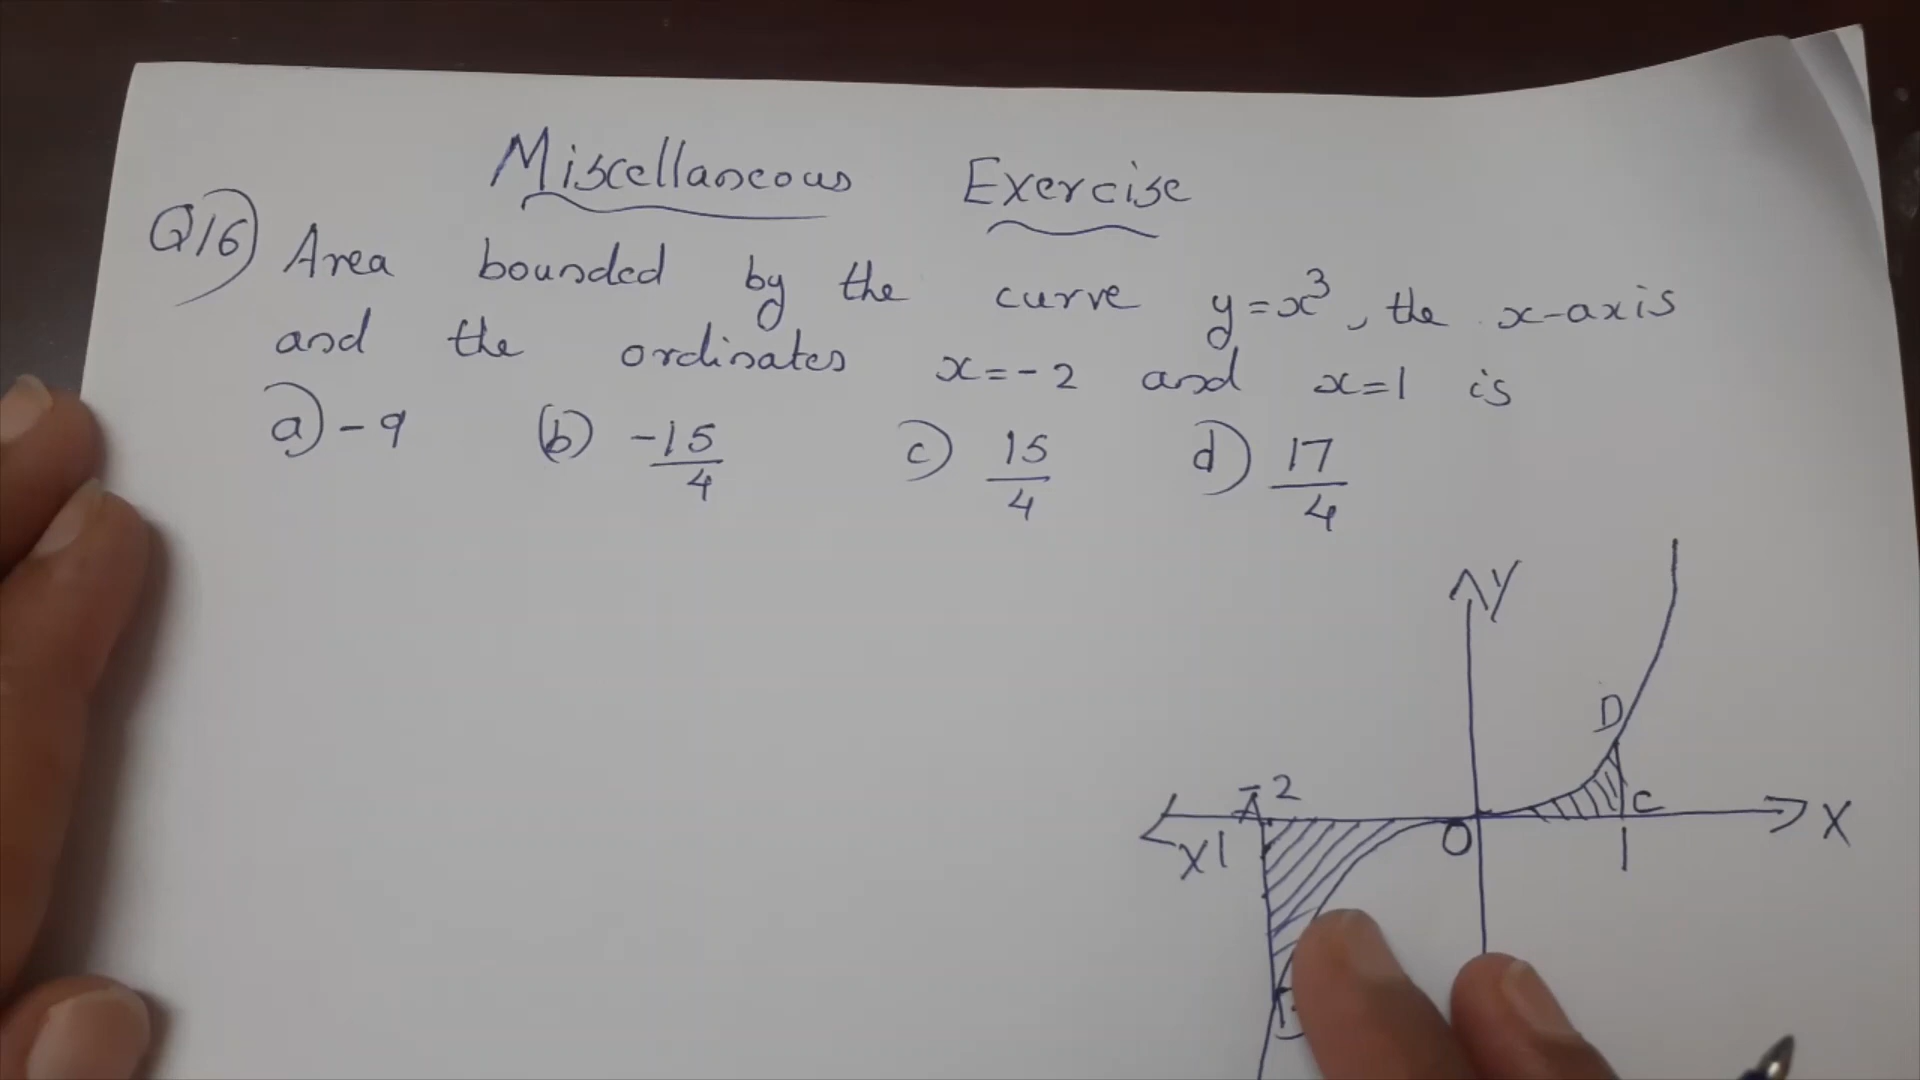 Miscellaneous Exercise
Q16) Area bounded by the curve y=x³, the x-axis
and the ordinates x=-2 and x=1 is
a) -9 (b) -15/4 c) 15/4 d) 17/4
Y
D
A -2 C
O X
X1 1
B